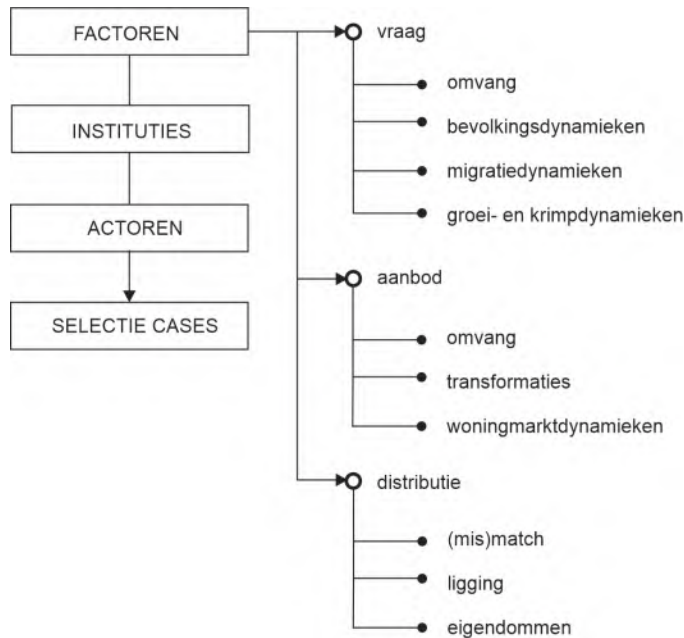 FACTOREN
INSTITUTIES
ACTOREN
SELECTIE CASES
vraag
omvang
bevolkingsdynamieken
migratiedynamieken
groei- en krimpdynamieken
aanbod
omvang
transformaties
woningmarktdynamieken
distributie
(mis)match
ligging
eigendommen